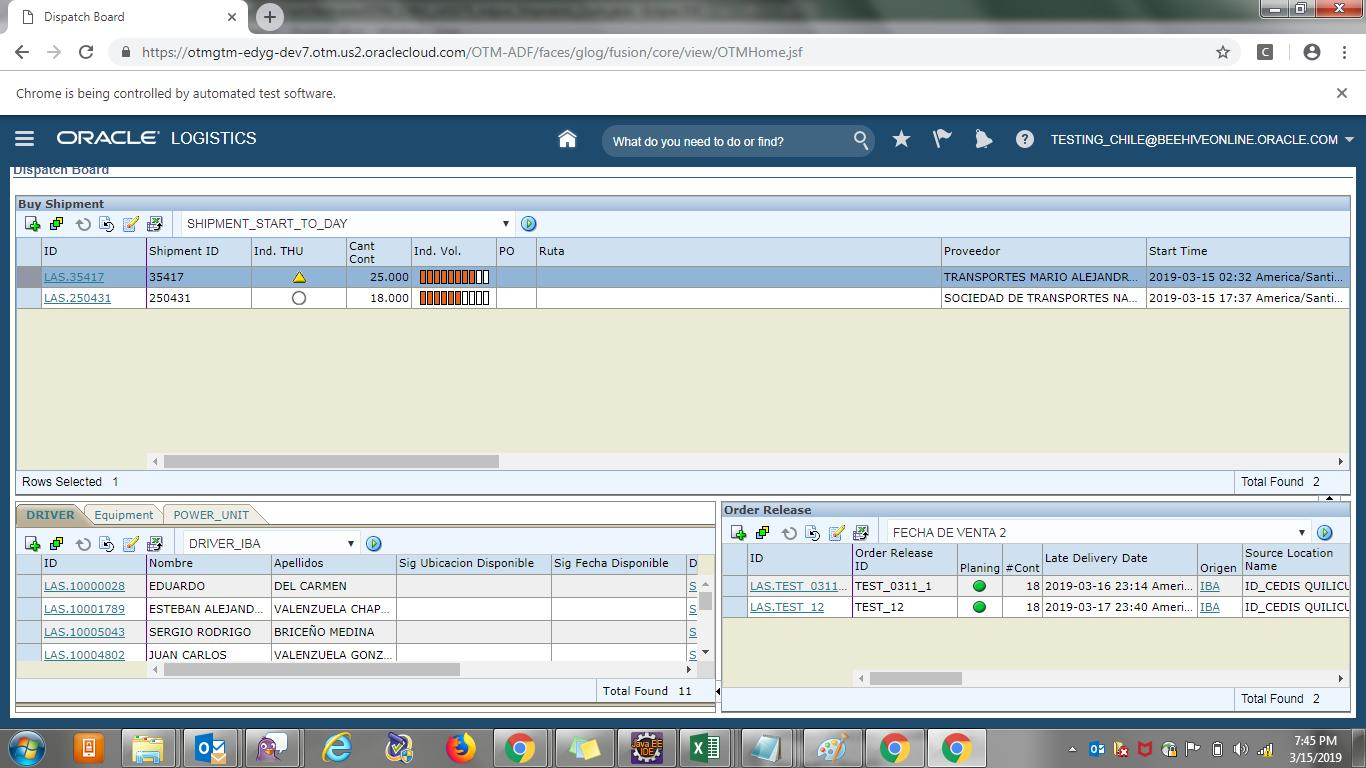 Dispatch Board
https://otmgtm-edyg-dev7.otm.us2.oraclecloud.com/OTM-ADF/faces/glog/fusion/core/view/OTMHome.jsf
C
Chrome is being controlled by automated test software.
ORACLE LOGISTICS
What do you need to do or find?
TESTING_CHILE@BEEHIVEONLINE.ORACLE.COM
Dispatch Board
Buy Shipment
SHIPMENT_START_TO_DAY
ID Shipment ID Ind. THU Cant Cont Ind. Vol. PO Ruta Proveedor Start Time
LAS.35417 35417 25.000 TRANSPORTES MARIO ALEJANDR... 2019-03-15 02:32 America/Santi...
LAS.250431 250431 18.000 SOCIEDAD DE TRANSPORTES NA... 2019-03-15 17:37 America/Santi...
Rows Selected 1
Total Found 2
DRIVER Equipment POWER_UNIT
DRIVER_IBA
ID Nombre Apellidos Sig Ubicacion Disponible Sig Fecha Disponible D
LAS.10000028 EDUARDO DEL CARMEN S
LAS.10001789 ESTEBAN ALEJAND... VALENZUELA CHAP... S
LAS.10005043 SERGIO RODRIGO BRICEÑO MEDINA S
LAS.10004802 JUAN CARLOS VALENZUELA GONZ... S
Total Found 11
Order Release
FECHA DE VENTA 2
ID Order Release ID Planing #Cont Late Delivery Date Origen Source Location Name
LAS.TEST_0311... TEST_0311_1 18 2019-03-16 23:14 Ameri... IBA ID_CEDIS QUILICU
LAS.TEST_12 TEST_12 18 2019-03-17 23:40 Ameri... IBA ID_CEDIS QUILICU
Total Found 2
Java EE
IDE
7:45 PM
3/15/2019